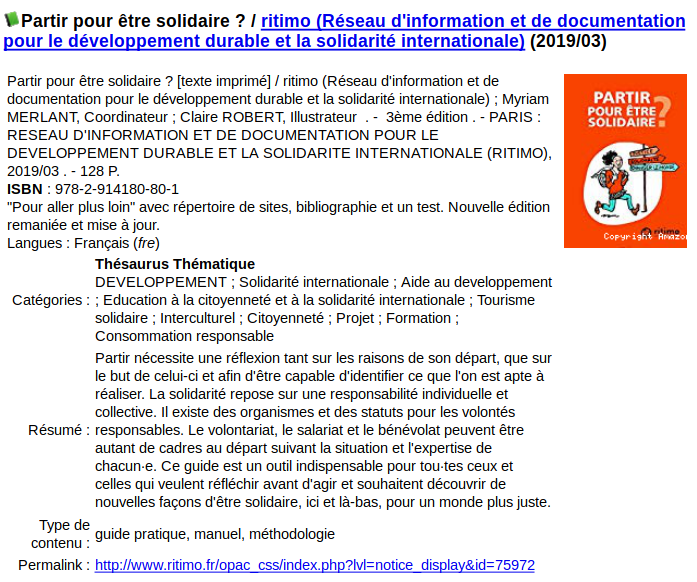 Partir pour être solidaire ? / ritimo (Réseau d'information et de documentation
pour le développement durable et la solidarité internationale) (2019/03)
Partir pour être solidaire ? [texte imprimé] / ritimo (Réseau d'information et de
documentation pour le développement durable et la solidarité internationale) ; Myriam
MERLANT, Coordinateur ; Claire ROBERT, Illustrateur . - 3ème édition . - PARIS :
RESEAU D'INFORMATION ET DE DOCUMENTATION POUR LE
DEVELOPPEMENT DURABLE ET LA SOLIDARITE INTERNATIONALE (RITIMO),
2019/03 . - 128 P.
ISBN : 978-2-914180-80-1
"Pour aller plus loin" avec répertoire de sites, bibliographie et un test. Nouvelle édition
remaniée et mise à jour.
Langues : Français (fre)
PARTIR
POUR ÊTRE
SOLIDAIRE ?
ritimo
Copyright Amazon
Thésaurus Thématique
DEVELOPPEMENT ; Solidarité internationale ; Aide au developpement
Catégories : ; Education à la citoyenneté et à la solidarité internationale ; Tourisme
solidaire ; Interculturel ; Citoyenneté ; Projet ; Formation ;
Consommation responsable
Partir nécessite une réflexion tant sur les raisons de son départ, que sur
le but de celui-ci et afin d'être capable d'identifier ce que l'on est apte à
réaliser. La solidarité repose sur une responsabilité individuelle et
collective. Il existe des organismes et des statuts pour les volontés
Résumé : responsables. Le volontariat, le salariat et le bénévolat peuvent être
autant de cadres au départ suivant la situation et l'expertise de
chacun·e. Ce guide est un outil indispensable pour tou·tes ceux et
celles qui veulent réfléchir avant d'agir et souhaitent découvrir de
nouvelles façons d'être solidaire, ici et là-bas, pour un monde plus juste.
Type de
contenu : guide pratique, manuel, méthodologie
Permalink : http://www.ritimo.fr/opac_css/index.php?lvl=notice_display&id=75972